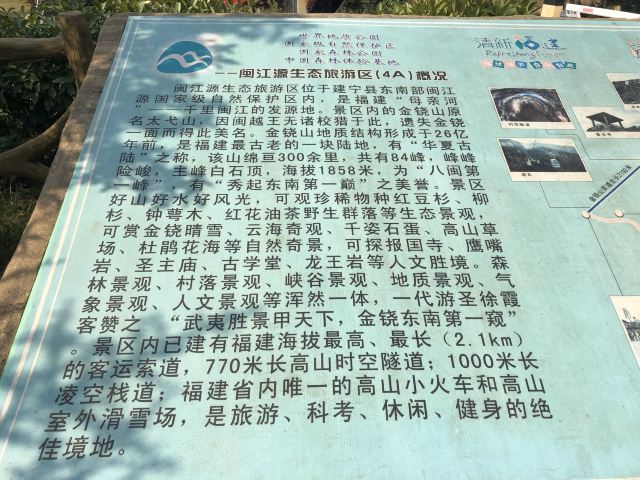 世界地质公园
国家级自然保护区
国家森林公园
中国森林体验基地
--闽江源生态旅游区(4A)概况
清新福建
Refreshing Fujian
闽江源生态旅游区位于建宁县东南部闽江
源国家级自然保护区内，是福建“母亲河
”--千里闽江的发源地。景区内的金铙山原
名太弋山，因闽越王无诸校猎于此，遗失金铙
一面而得此美名。金铙山地质结构形成于26亿
年前，是福建最古老的一块陆地，有“华夏古
陆”之称，该山绵亘300余里，共有84峰，峰峰
险峻，主峰白石顶，海拔1858米，为“八闽第
一峰”，有“秀起东南第一巅”之美誉。景区
好山好水好风光，可观珍稀物种红豆杉、柳
杉、钟萼木、红花油茶野生群落等生态景观，
可赏金铙晴雪、云海奇观、千姿石蛋、高山草
场、杜鹃花海等自然奇景，可探报国寺、鹰嘴
岩、圣主庙、古学堂、龙王岩等人文胜境。森
林景观、村落景观、峡谷景观、地质景观、气
象景观、人文景观等浑然一体，一代游圣徐霞
客赞之 “武夷胜景甲天下，金铙东南第一窥”
。景区内已建有福建海拔最高、最长（2.1km）
的客运索道，770米长高山时空隧道；1000米长
凌空栈道；福建省内唯一的高山小火车和高山
室外滑雪场，是旅游、科考、休闲、健身的绝
佳境地。
时空隧道